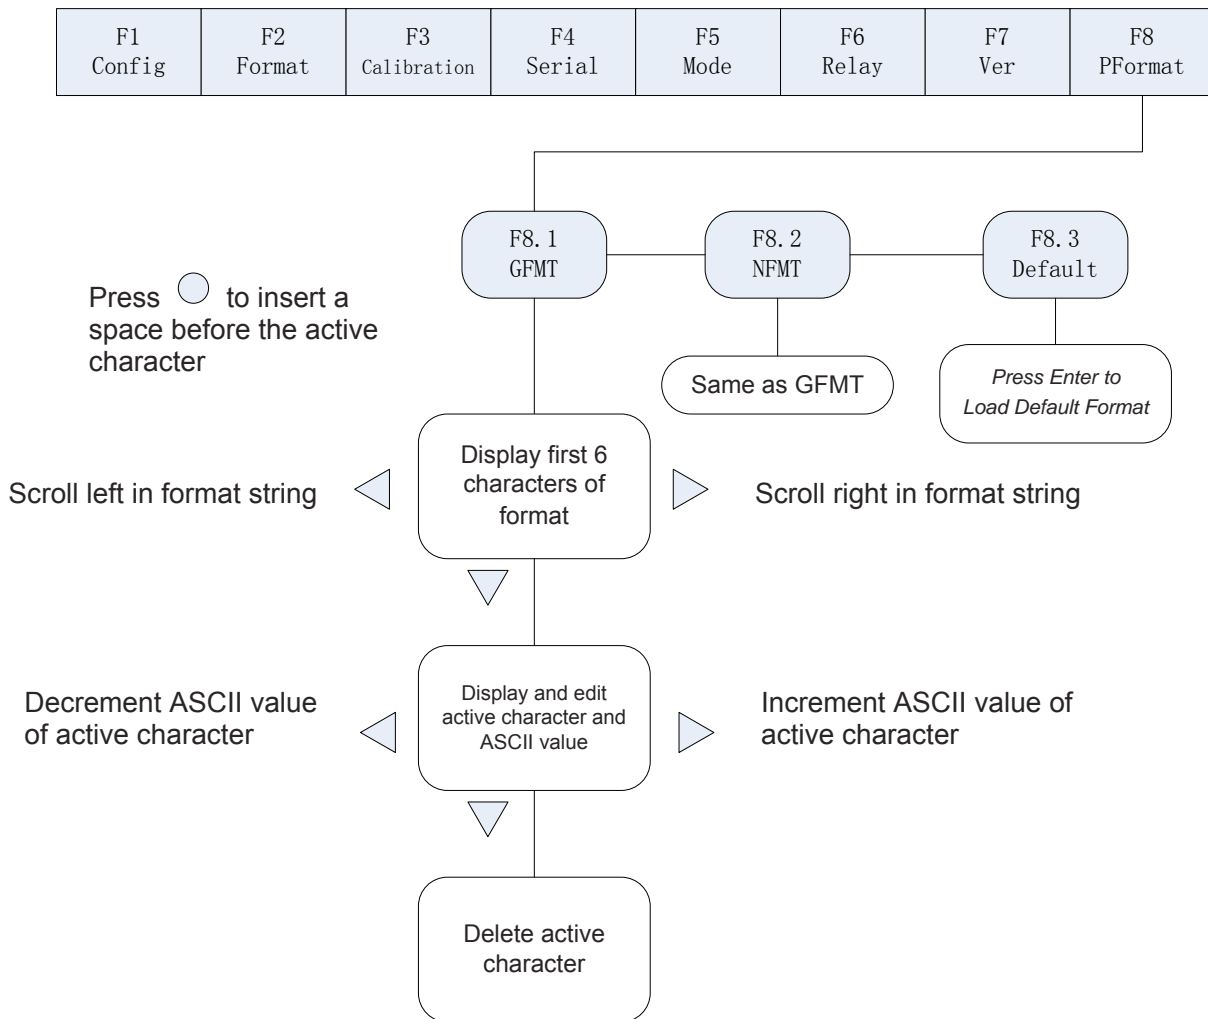 F1
Config
F2
Format
F3
Calibration
F4
Serial
F5
Mode
F6
Relay
F7
Ver
F8
PFormat
F8.1
GFMT
F8.2
NFMT
F8.3
Default
Press to insert a
space before the active
character
Same as GFMT
Press Enter to
Load Default Format
Scroll left in format string
Display first 6
characters of
format
Scroll right in format string
Decrement ASCII value
of active character
Display and edit
active character and
ASCII value
Increment ASCII value of
active character
Delete active
character